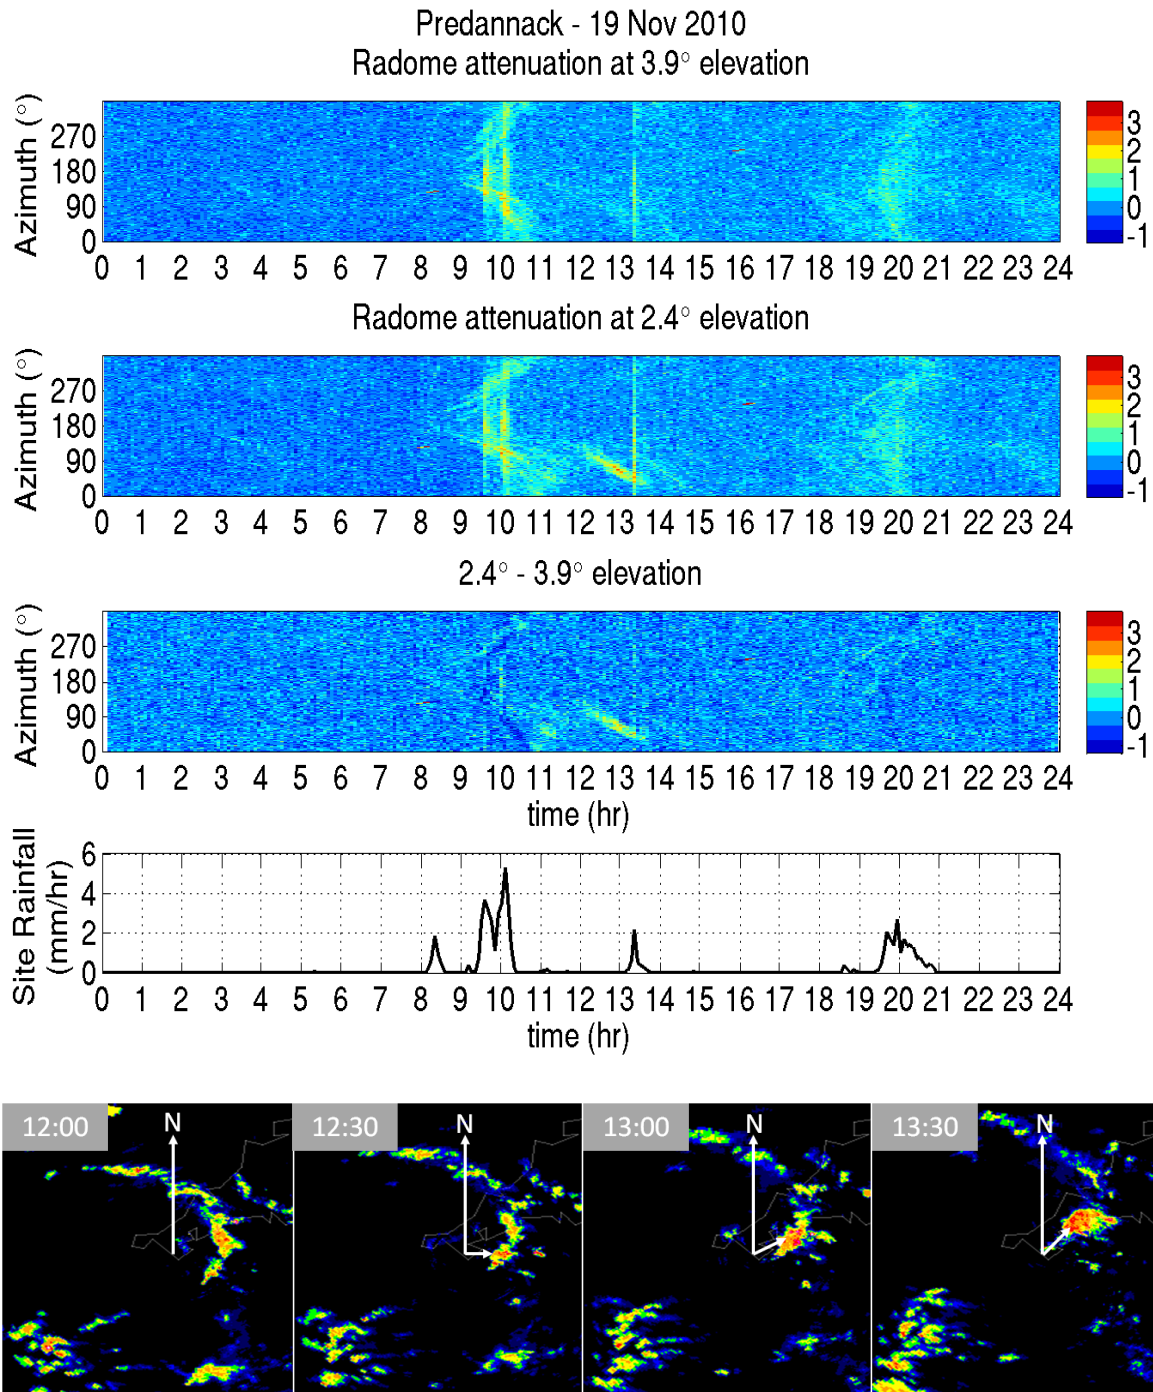 Predannack - 19 Nov 2010
Radome attenuation at 3.9° elevation
Azimuth (°)
270
180
90
0
0 1 2 3 4 5 6 7 8 9 10 11 12 13 14 15 16 17 18 19 20 21 22 23 24
3
2
1
0
-1
Radome attenuation at 2.4° elevation
Azimuth (°)
270
180
90
0
0 1 2 3 4 5 6 7 8 9 10 11 12 13 14 15 16 17 18 19 20 21 22 23 24
3
2
1
0
-1
2.4° - 3.9° elevation
Azimuth (°)
270
180
90
0
0 1 2 3 4 5 6 7 8 9 10 11 12 13 14 15 16 17 18 19 20 21 22 23 24
time (hr)
3
2
1
0
-1
Site Rainfall
(mm/hr)
6
4
2
0
0 1 2 3 4 5 6 7 8 9 10 11 12 13 14 15 16 17 18 19 20 21 22 23 24
time (hr)
12:00
N
12:30
N
13:00
N
13:30
N